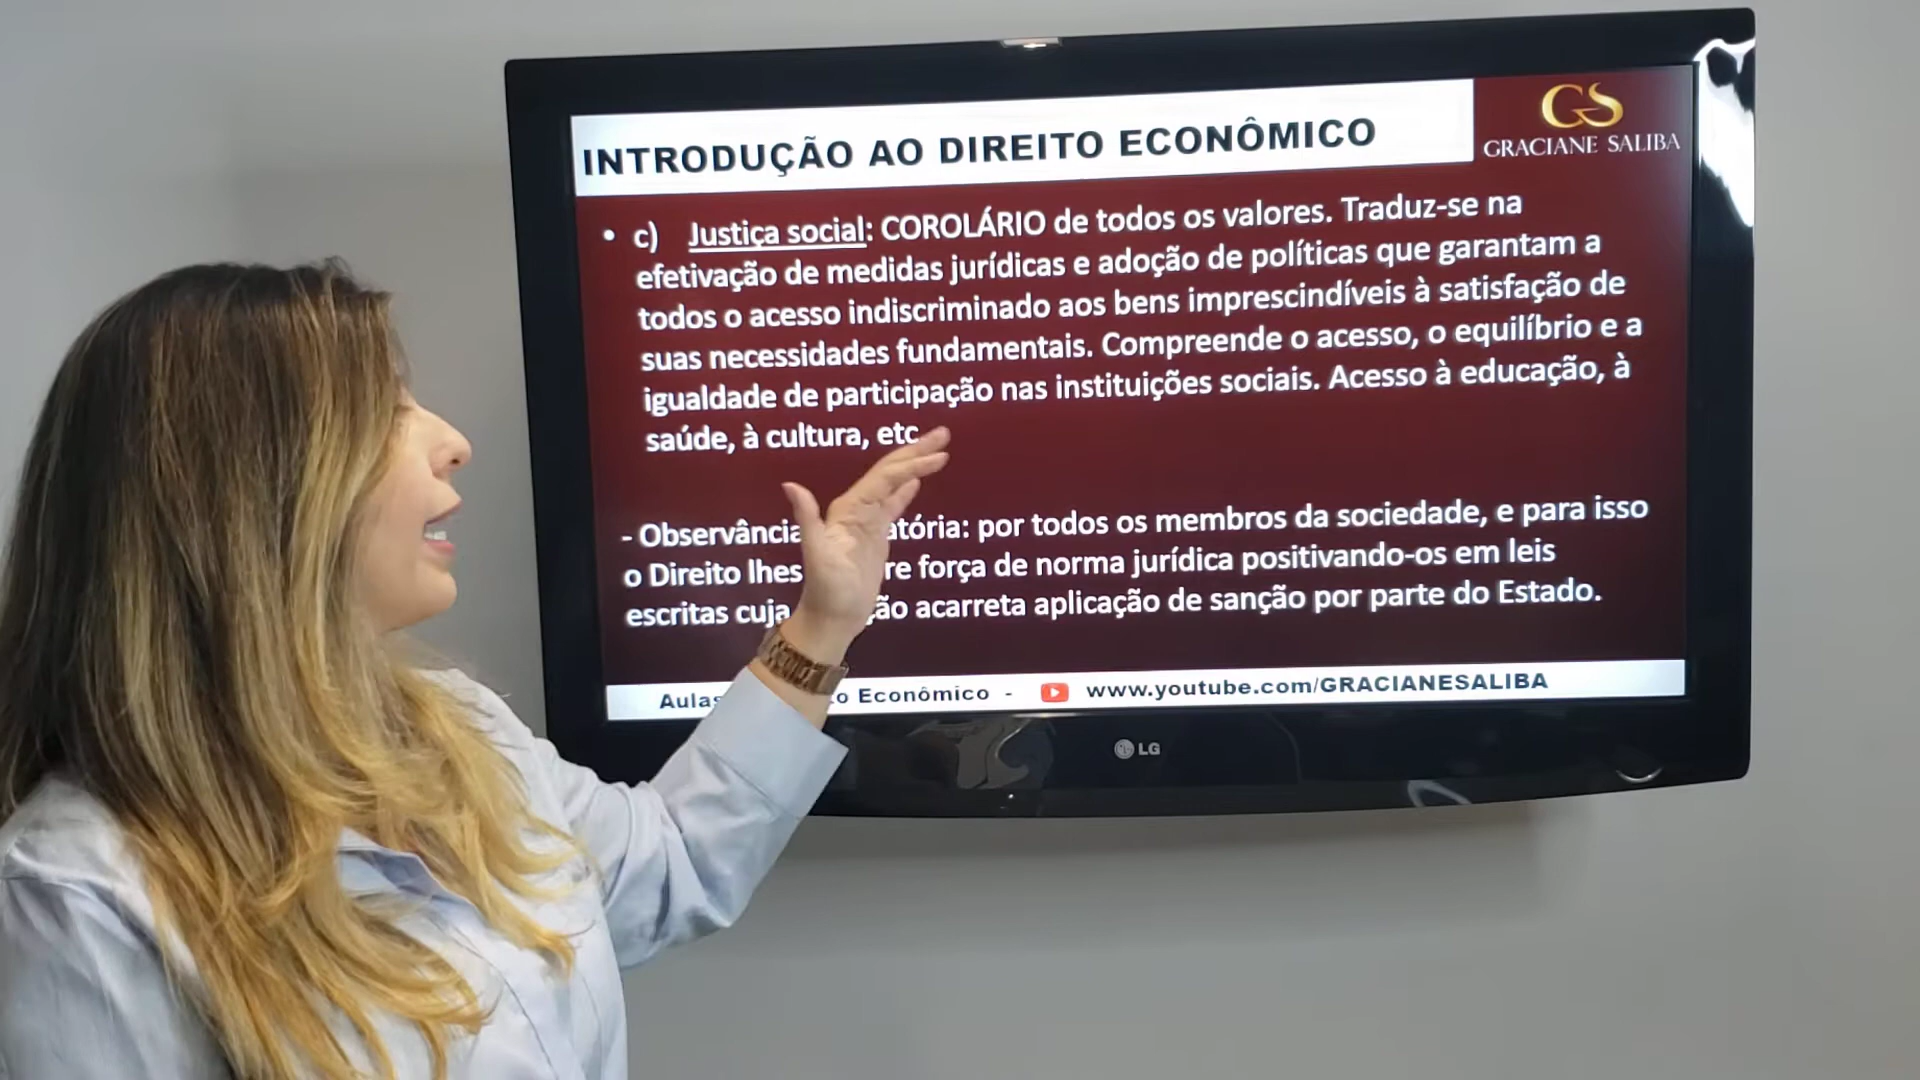 INTRODUÇÃO AO DIREITO ECONÔMICO
GS
GRACIANE SALIBA
• c) Justiça social: COROLÁRIO de todos os valores. Traduz-se na
efetivação de medidas jurídicas e adoção de políticas que garantam a
todos o acesso indiscriminado aos bens imprescindíveis à satisfação de
suas necessidades fundamentais. Compreende o acesso, o equilíbrio e a
igualdade de participação nas instituições sociais. Acesso à educação, à
saúde, à cultura, etc
- Observância por todos os membros da sociedade, e para isso
o Direito lhes força de norma jurídica positivando-os em leis
escritas cuja acarreta aplicação de sanção por parte do Estado.
Aulas Econômico - www.youtube.com/GRACIANESALIBA
LG